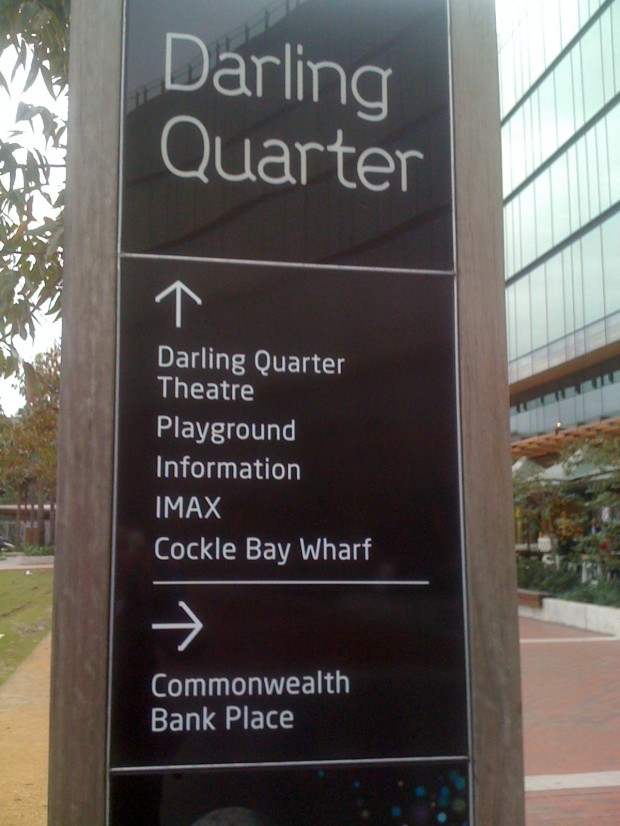 Darling
Quarter
Darling Quarter
Theatre
Playground
Information
IMAX
Cockle Bay Wharf
Commonwealth
Bank Place